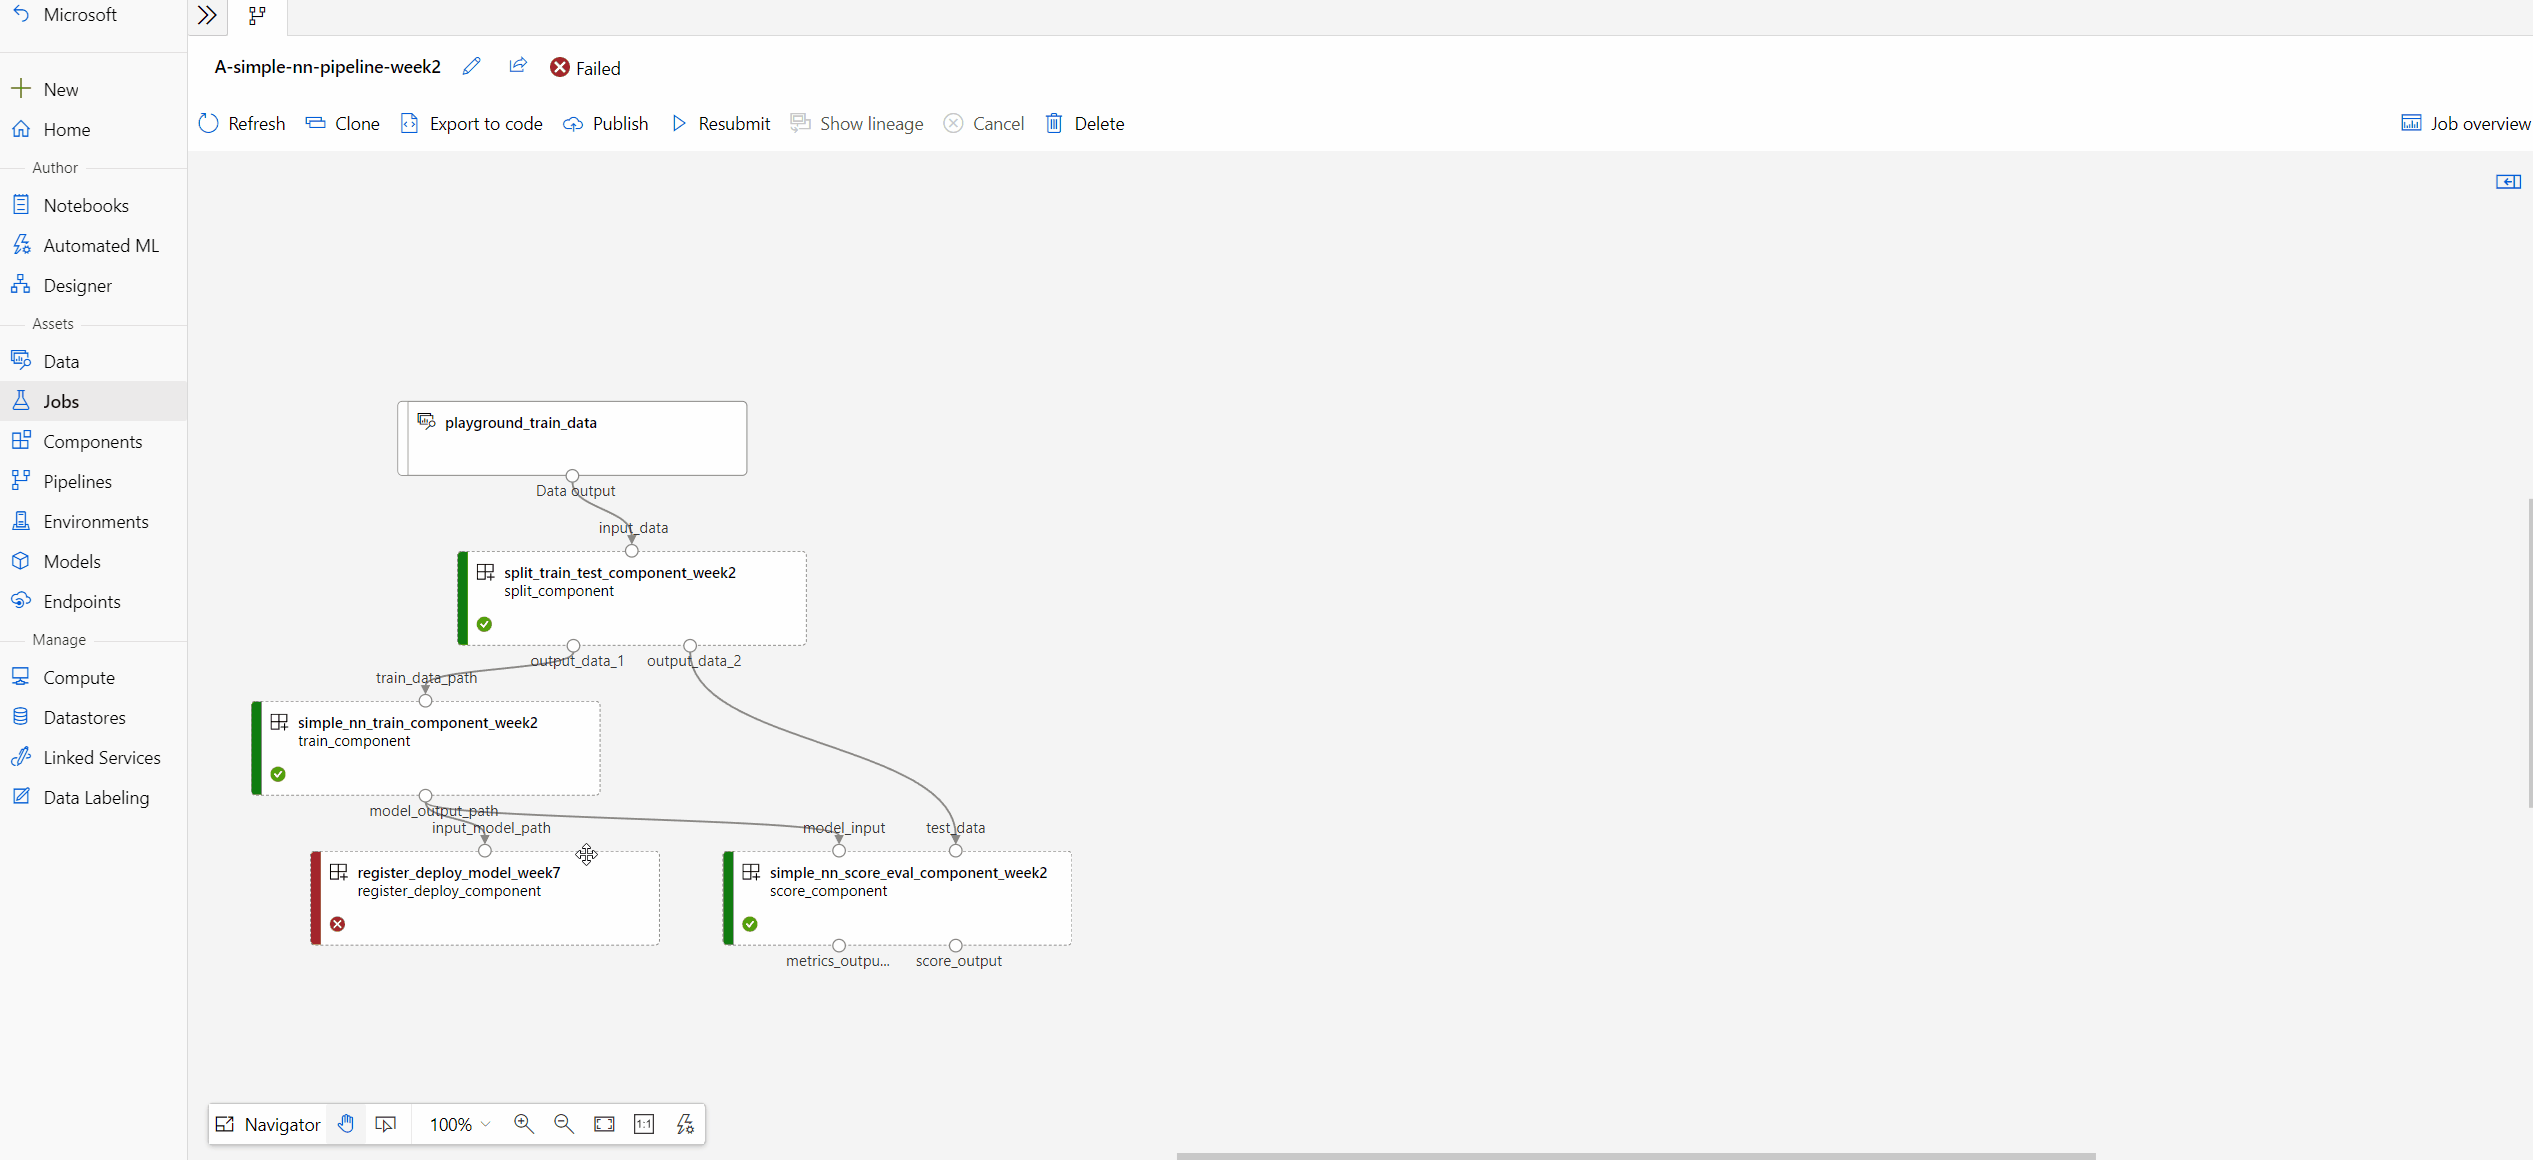 Microsoft
New
Home
Author
Notebooks
Automated ML
Designer
Assets
Data
Jobs
Components
Pipelines
Environments
Models
Endpoints
Manage
Compute
Datastores
Linked Services
Data Labeling
A-simple-nn-pipeline-week2
Failed
Refresh
Clone
Export to code
Publish
Resubmit
Show lineage
Cancel
Delete
Job overview
playground_train_data
Data output
input_data
split_train_test_component_week2
split_component
output_data_1
output_data_2
train_data_path
simple_nn_train_component_week2
train_component
model_output_path
input_model_path
model_input
test_data
register_deploy_model_week7
register_deploy_component
simple_nn_score_eval_component_week2
score_component
metrics_outpu...
score_output
Navigator
100%
1:1